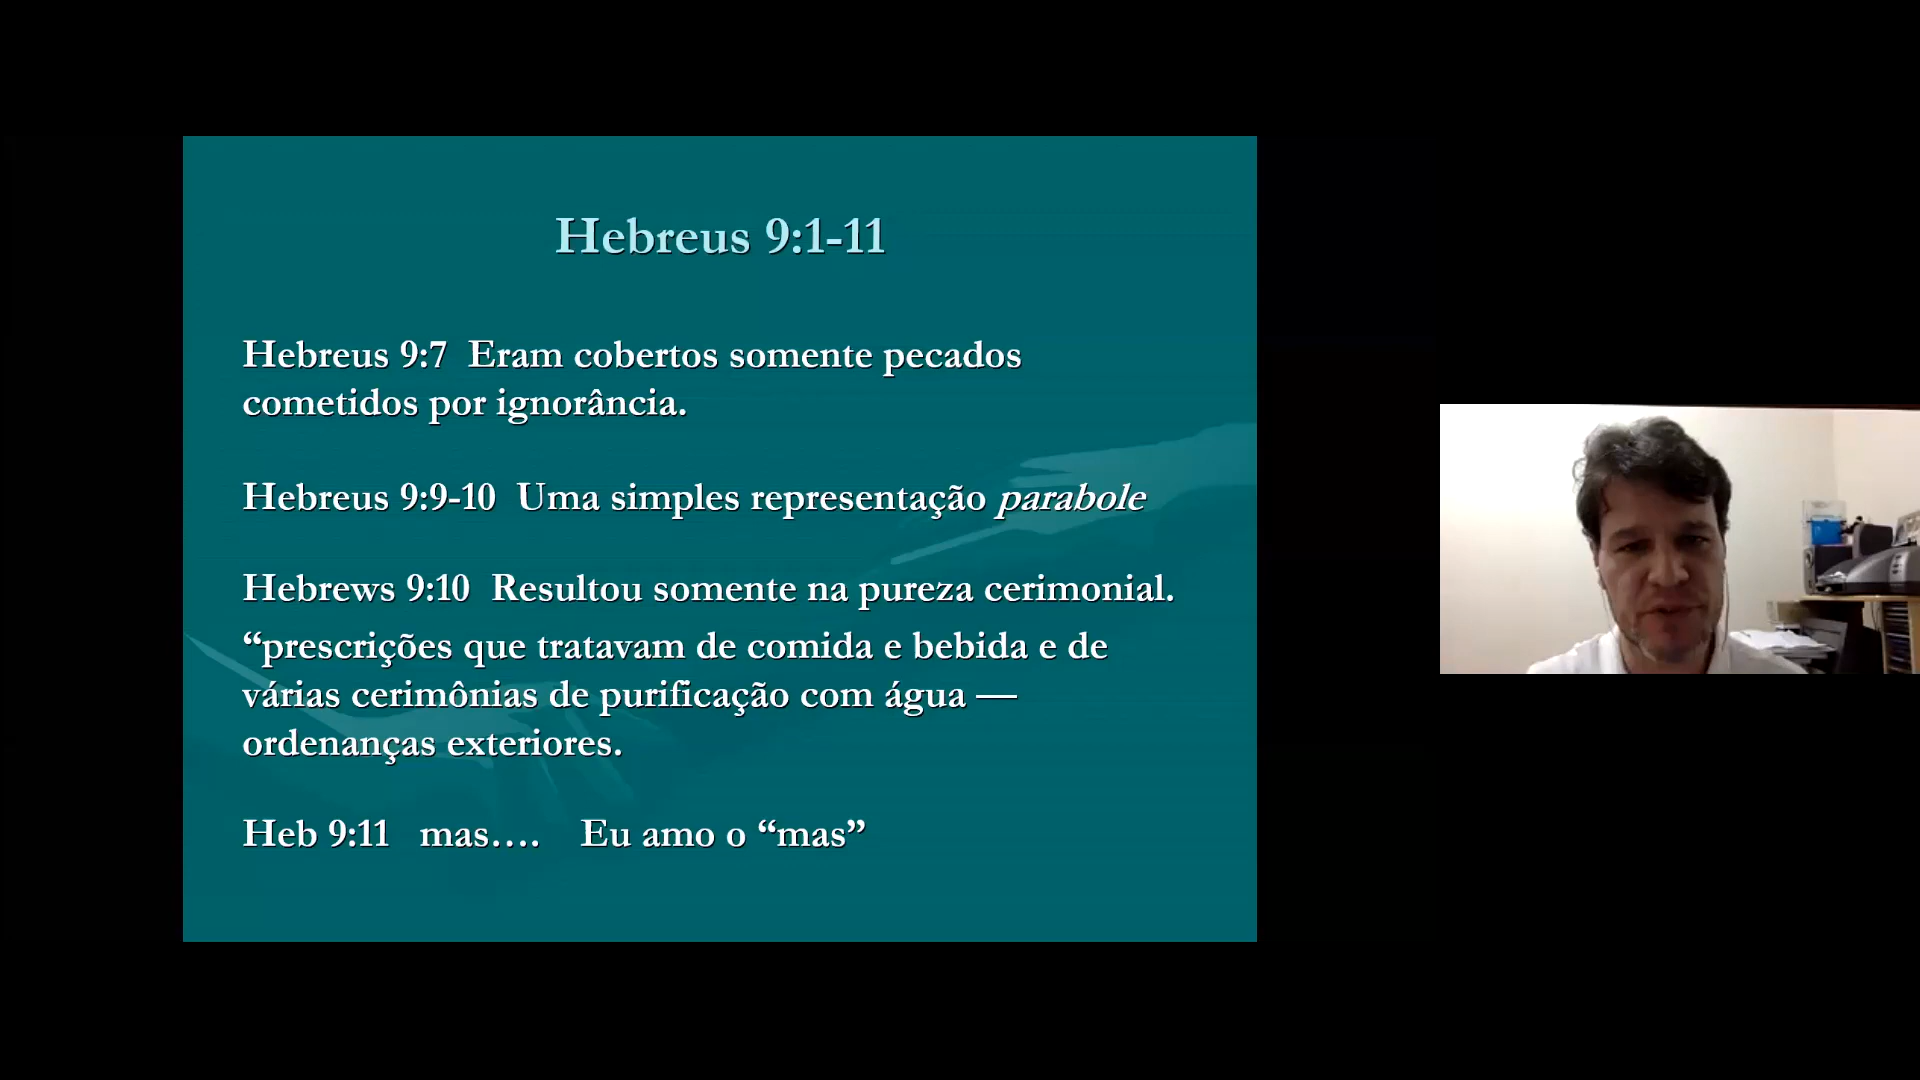 Hebreus 9:1-11
Hebreus 9:7  Eram cobertos somente pecados
cometidos por ignorância.
Hebreus 9:9-10  Uma simples representação parabole
Hebrews 9:10  Resultou somente na pureza cerimonial.
“prescrições que tratavam de comida e bebida e de
várias cerimônias de purificação com água —
ordenanças exteriores.
Heb 9:11   mas….    Eu amo o “mas”